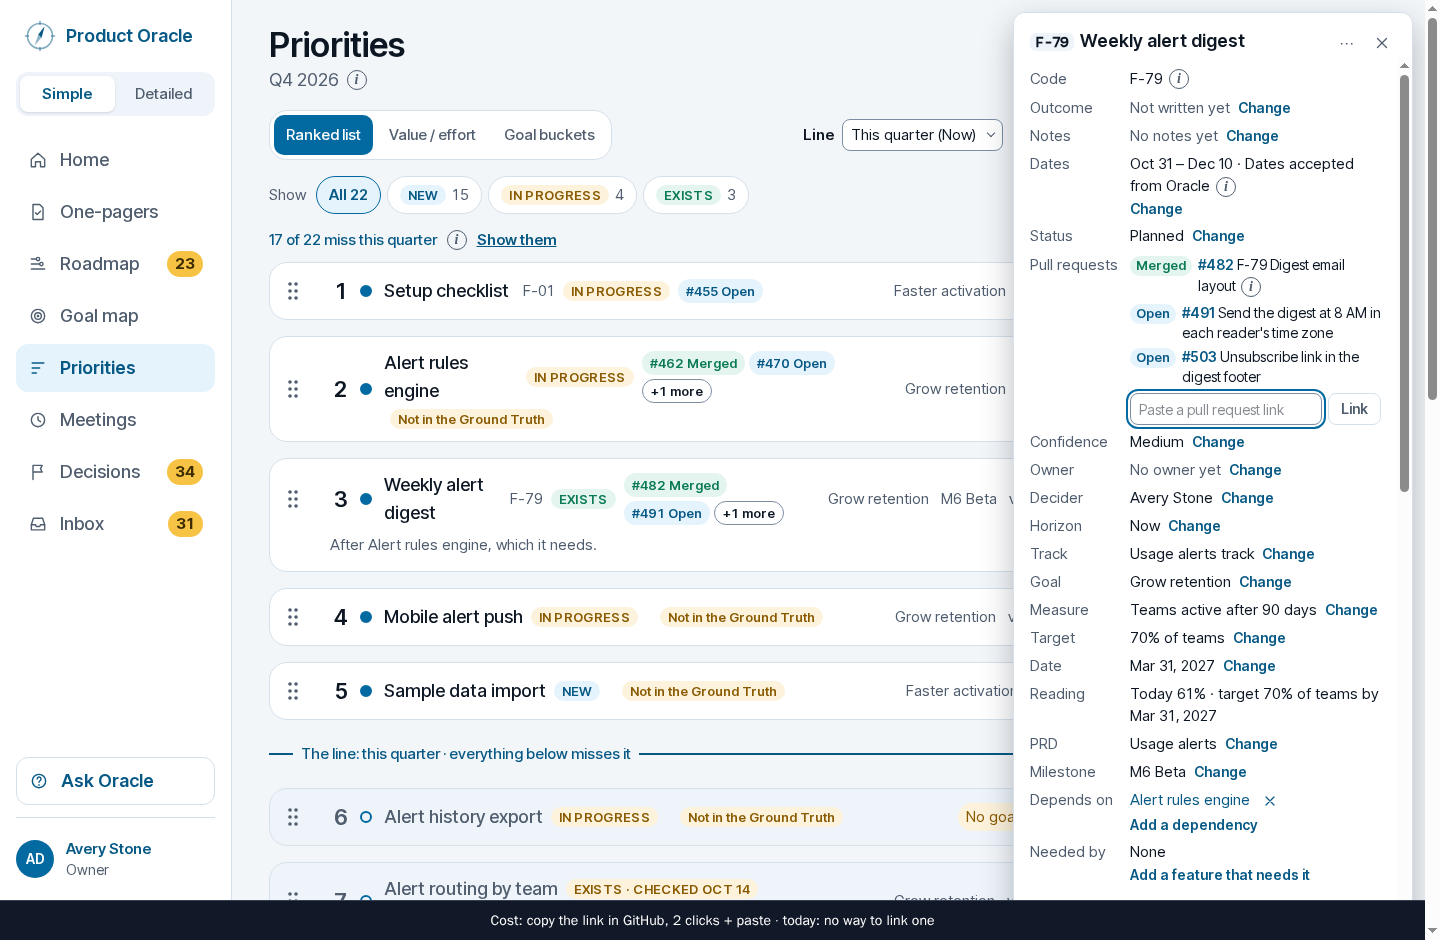 Product Oracle
Simple
Detailed
Home
One-pagers
Roadmap
23
Goal map
Priorities
Meetings
Decisions
34
Inbox
31
Ask Oracle
AD
Avery Stone
Owner
Priorities
Q4 2026 i
Ranked list
Value / effort
Goal buckets
Line
This quarter (Now)
Show
All 22
NEW 15
IN PROGRESS 4
EXISTS 3
17 of 22 miss this quarter i Show them
1 Setup checklist F-01 IN PROGRESS #455 Open Faster activation
2 Alert rules engine IN PROGRESS #462 Merged #470 Open +1 more Grow retention
Not in the Ground Truth
3 Weekly alert digest F-79 EXISTS #482 Merged #491 Open +1 more Grow retention M6 Beta
After Alert rules engine, which it needs.
4 Mobile alert push IN PROGRESS Not in the Ground Truth Grow retention
5 Sample data import NEW Not in the Ground Truth Faster activation
The line: this quarter · everything below misses it
6 Alert history export IN PROGRESS Not in the Ground Truth No goa
7 Alert routing by team EXISTS · CHECKED OCT 14 Grow retention
F-79 Weekly alert digest ...
Code F-79 i
Outcome Not written yet Change
Notes No notes yet Change
Dates Oct 31 – Dec 10 · Dates accepted
from Oracle i
Change
Status Planned Change
Pull requests Merged #482 F-79 Digest email
layout i
Open #491 Send the digest at 8 AM in
each reader's time zone
Open #503 Unsubscribe link in the
digest footer
Paste a pull request link Link
Confidence Medium Change
Owner No owner yet Change
Decider Avery Stone Change
Horizon Now Change
Track Usage alerts track Change
Goal Grow retention Change
Measure Teams active after 90 days Change
Target 70% of teams Change
Date Mar 31, 2027 Change
Reading Today 61% · target 70% of teams by
Mar 31, 2027
PRD Usage alerts Change
Milestone M6 Beta Change
Depends on Alert rules engine
Add a dependency
Needed by None
Add a feature that needs it
Cost: copy the link in GitHub, 2 clicks + paste · today: no way to link one